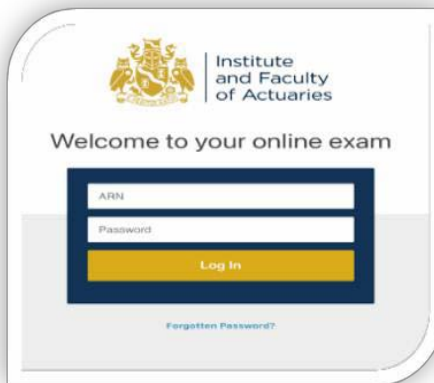 Institute
and Faculty
of Actuaries
Welcome to your online exam
ARN
Password
Log In
Forgotten Password?